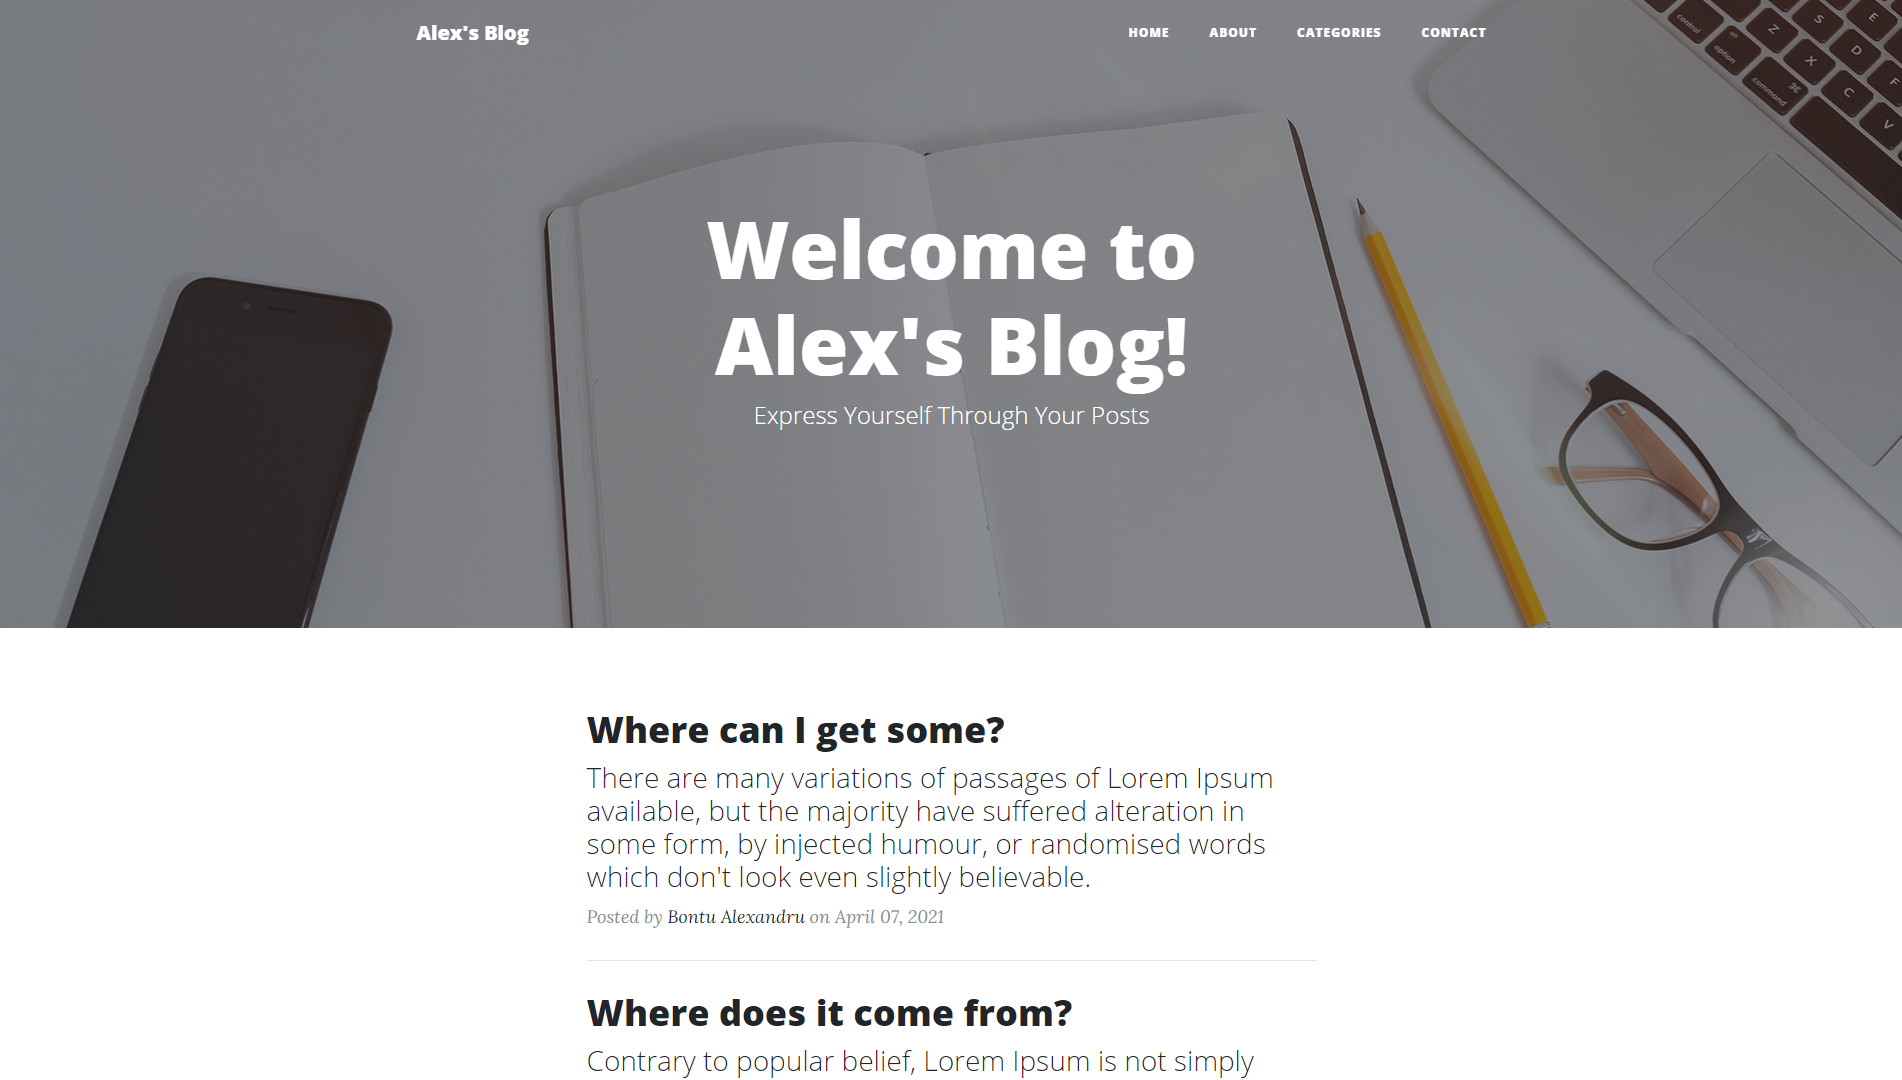 Alex's Blog
HOME ABOUT CATEGORIES CONTACT
control
option
command
⌘
Z
S
E
X
D
C
F
V
Welcome to
Alex's Blog!
Express Yourself Through Your Posts
Where can I get some?
There are many variations of passages of Lorem Ipsum
available, but the majority have suffered alteration in
some form, by injected humour, or randomised words
which don't look even slightly believable.
Posted by Bontu Alexandru on April 07, 2021
Where does it come from?
Contrary to popular belief, Lorem Ipsum is not simply